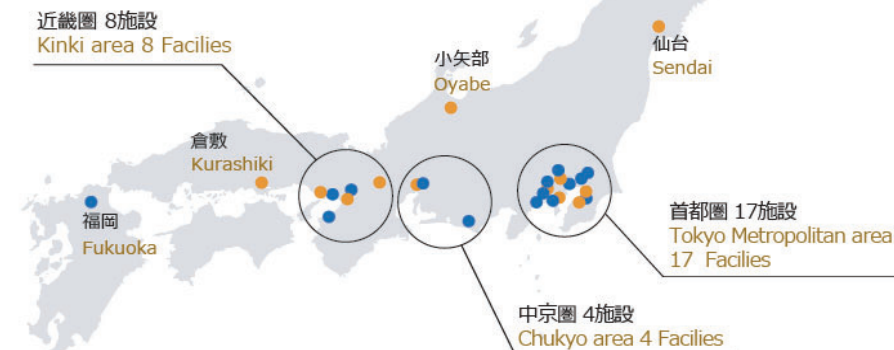 近畿圏 8施設
Kinki area 8 Facilies
小矢部
Oyabe
仙台
Sendai
倉敷
Kurashiki
福岡
Fukuoka
首都圏 17施設
Tokyo Metropolitan area
17 Facilies
中京圏 4施設
Chukyo area 4 Facilies